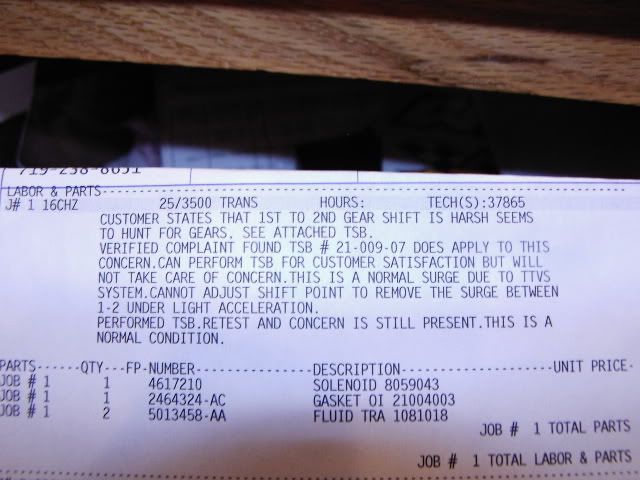 719-238-8651
LABOR & PARTS
J# 1 16CHZ 25/3500 TRANS HOURS: TECH(S):37865
CUSTOMER STATES THAT 1ST TO 2ND GEAR SHIFT IS HARSH SEEMS
TO HUNT FOR GEARS. SEE ATTACHED TSB.
VERIFIED COMPLAINT FOUND TSB # 21-009-07 DOES APPLY TO THIS
CONCERN.CAN PERFORM TSB FOR CUSTOMER SATISFACTION BUT WILL
NOT TAKE CARE OF CONCERN.THIS IS A NORMAL SURGE DUE TO TTVS
SYSTEM.CANNOT ADJUST SHIFT POINT TO REMOVE THE SURGE BETWEEN
1-2 UNDER LIGHT ACCELERATION.
PERFORMED TSB.RETEST AND CONCERN IS STILL PRESENT.THIS IS A
NORMAL CONDITION.
PARTS------QTY---FP-NUMBER---------------DESCRIPTION--------------------UNIT PRICE-
JOB # 1 1 4617210 SOLENOID 8059043
JOB # 1 1 2464324-AC GASKET OI 21004003
JOB # 1 2 5013458-AA FLUID TRA 1081018
JOB # 1 TOTAL PARTS
JOB # 1 TOTAL LABOR & PARTS